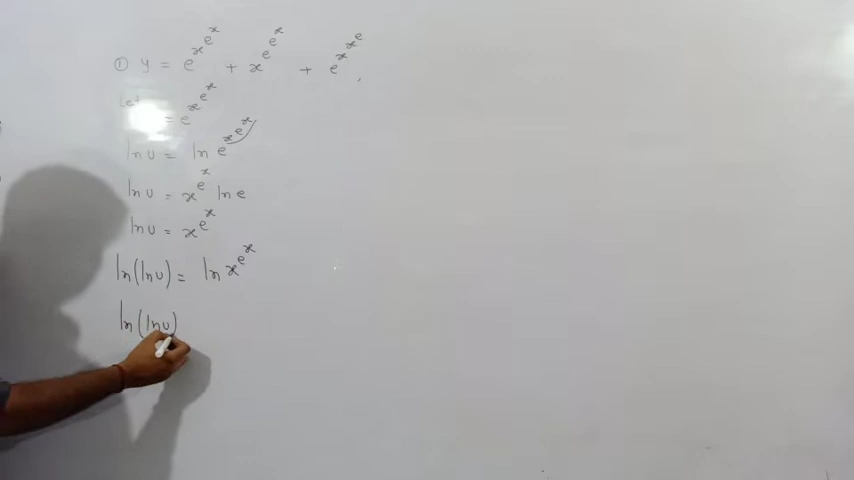 ① y = e^{x^{e^x}} + x^{e^{e^x}} + e^{x^{x^e}},
Let
= e^{x^{e^x}}
ln u = ln e^{x^{e^x}}
ln u = x^{e^x} ln e
ln u = x^{e^x}
ln(ln u) = ln x^{e^x}
ln(ln u)